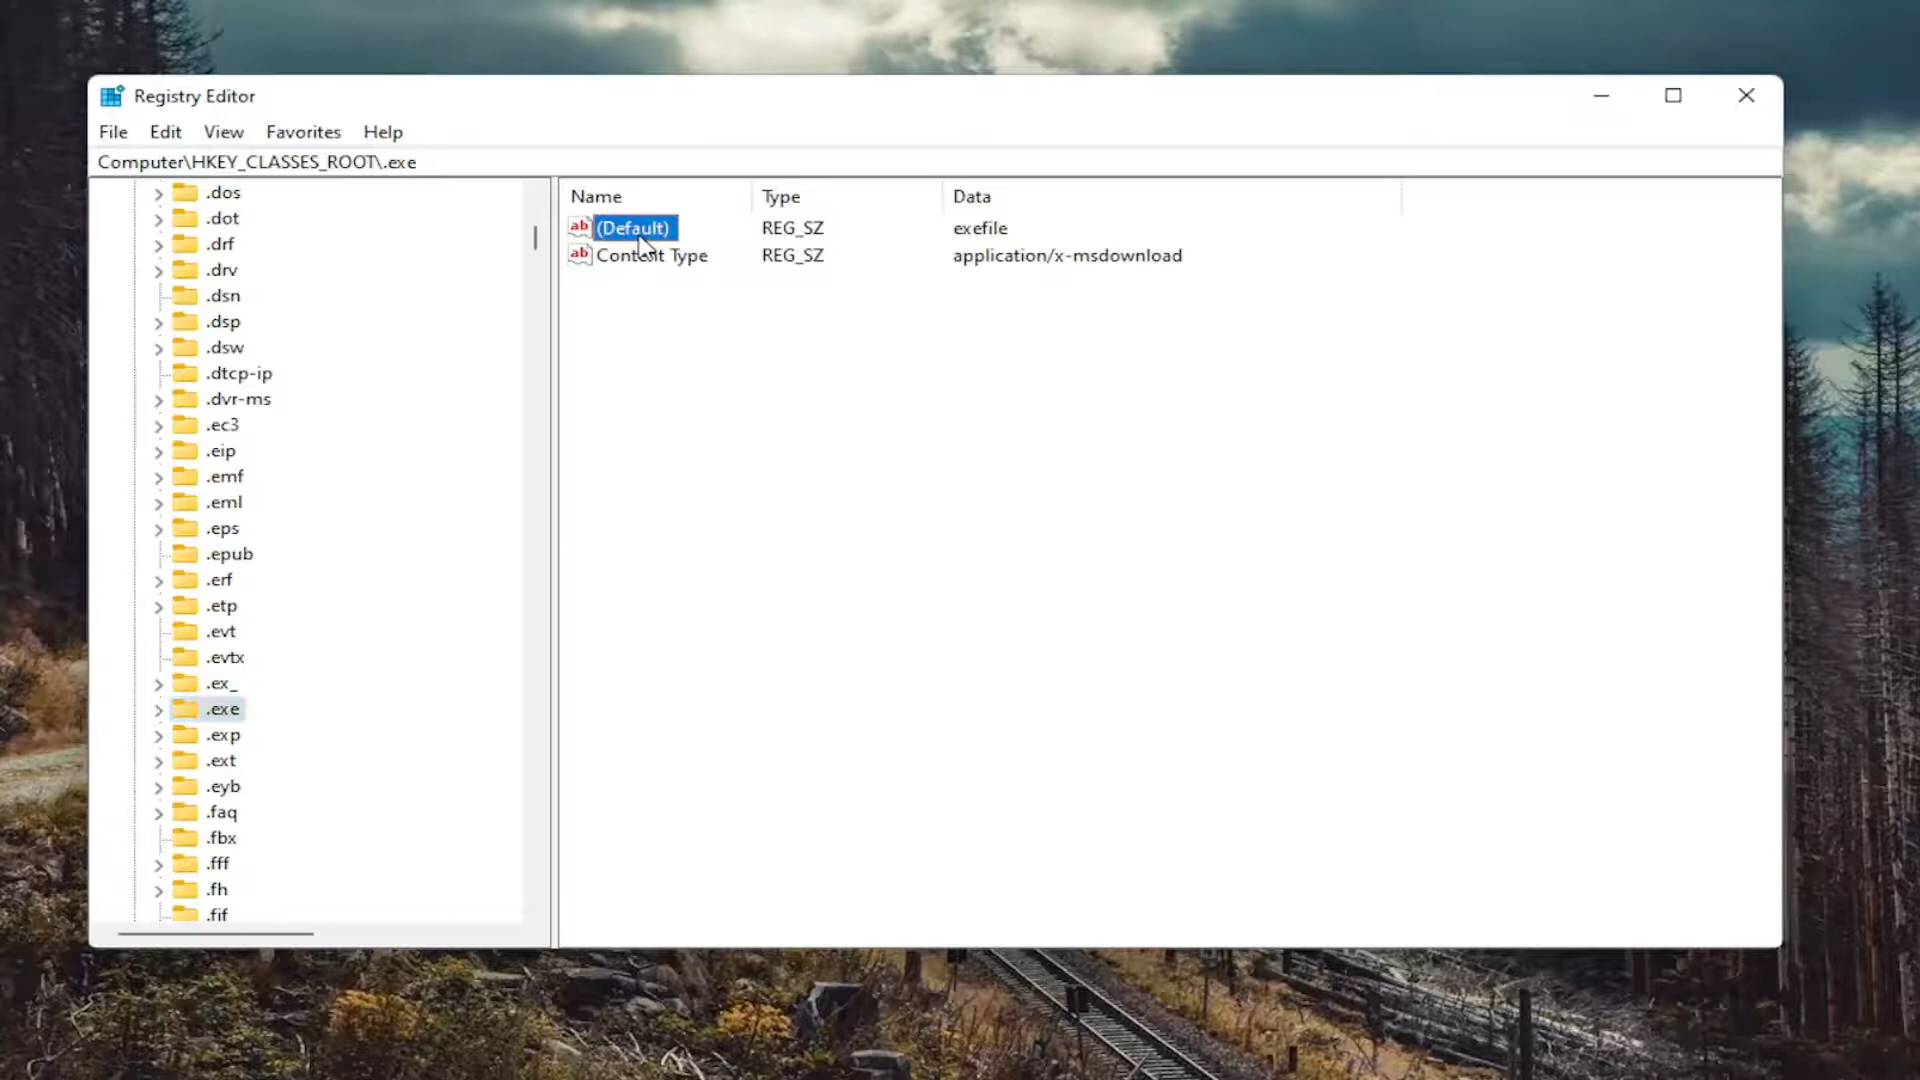 Registry Editor
File Edit View Favorites Help
Computer\HKEY_CLASSES_ROOT\.exe
.dos
.dot
.drf
.drv
.dsn
.dsp
.dsw
.dtcp-ip
.dvr-ms
.ec3
.eip
.emf
.eml
.eps
.epub
.erf
.etp
.evt
.evtx
.ex_
.exe
.exp
.ext
.eyb
.faq
.fbx
.fff
.fh
.fif
Name Type Data
ab (Default) REG_SZ exefile
ab Content Type REG_SZ application/x-msdownload